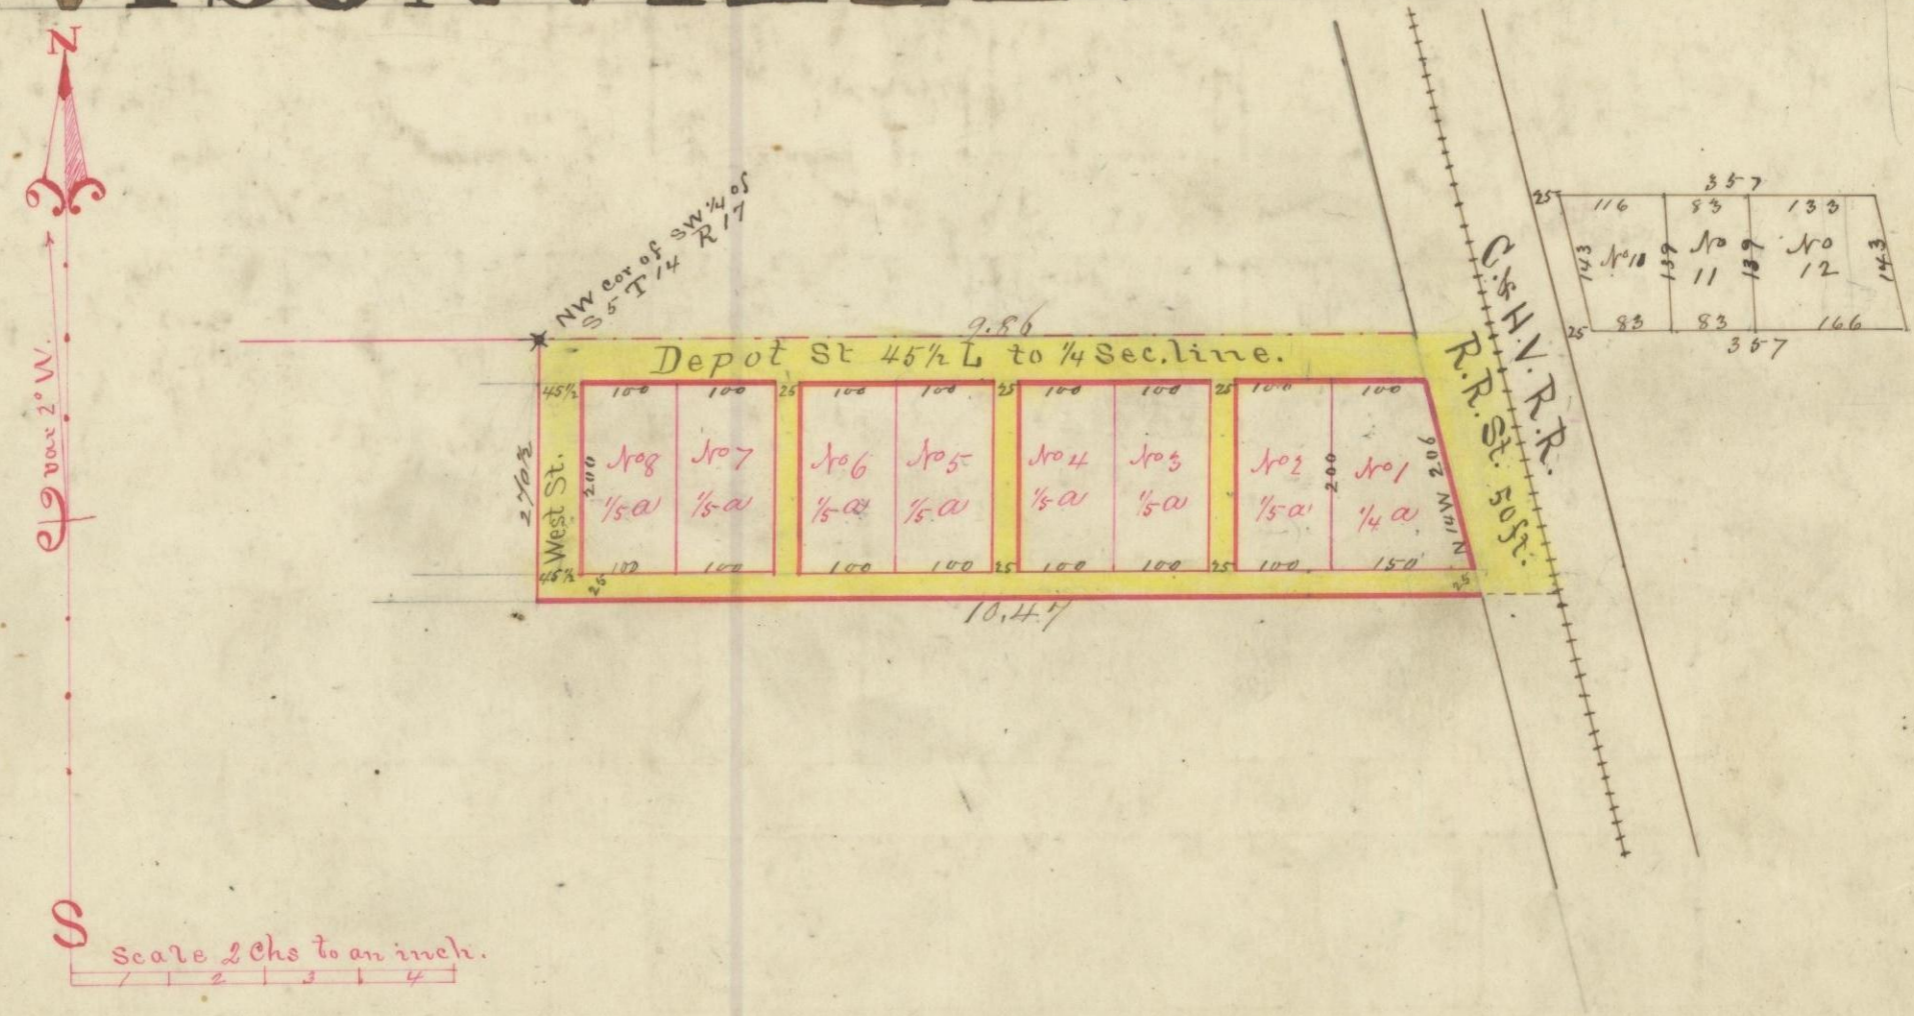 N
var 2° W.
S
Scale 2 Chs to an inch.
1 2 3 4
NW cor of SW ¼ of
S 5 T 14 R 17
9.86
Depot St 45½ L to ¼ Sec. line.
45½ 100 100 25 100 100 25 100 100 25 100 100
270½
West St.
200
No 8 No 7 No 6 No 5 No 4 No 3 No 2 200 No 1
⅕ a ⅕ a ⅕ a ⅕ a ⅕ a ⅕ a ⅕ a ¼ a
N 14 W 206
45½ 25 100 100 100 100 25 100 100 25 100 150 25
10.47
R.R. St. 50 ft.
C. & H. V. R. R.
357
25 116 83 133
143 No 10 139 No 11 139 No 12 143
25 83 83 166
357